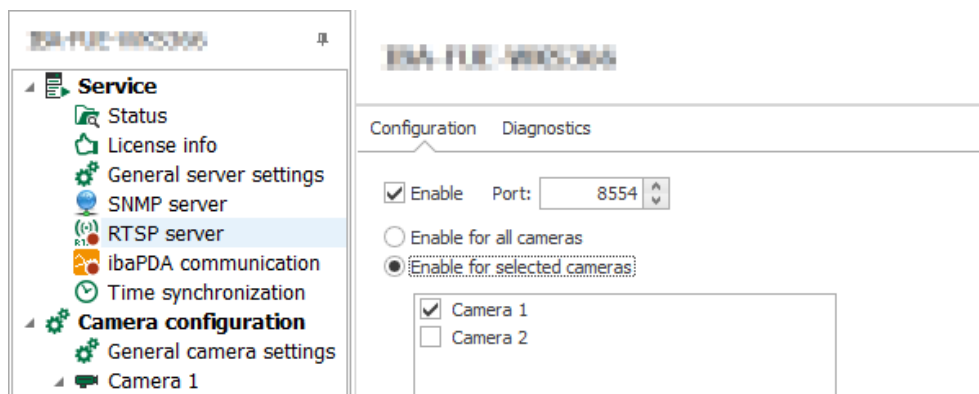 Service
Status
License info
General server settings
SNMP server
RTSP server
ibaPDA communication
Time synchronization
Camera configuration
General camera settings
Camera 1
Configuration Diagnostics
Enable Port: 8554
Enable for all cameras
Enable for selected cameras
Camera 1
Camera 2